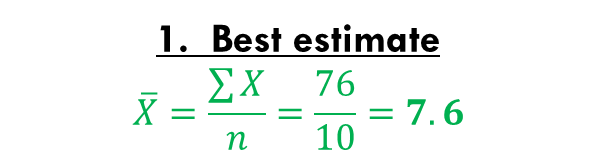 1. Best estimate
X̄ = ∑X / n = 76 / 10 = 7.6